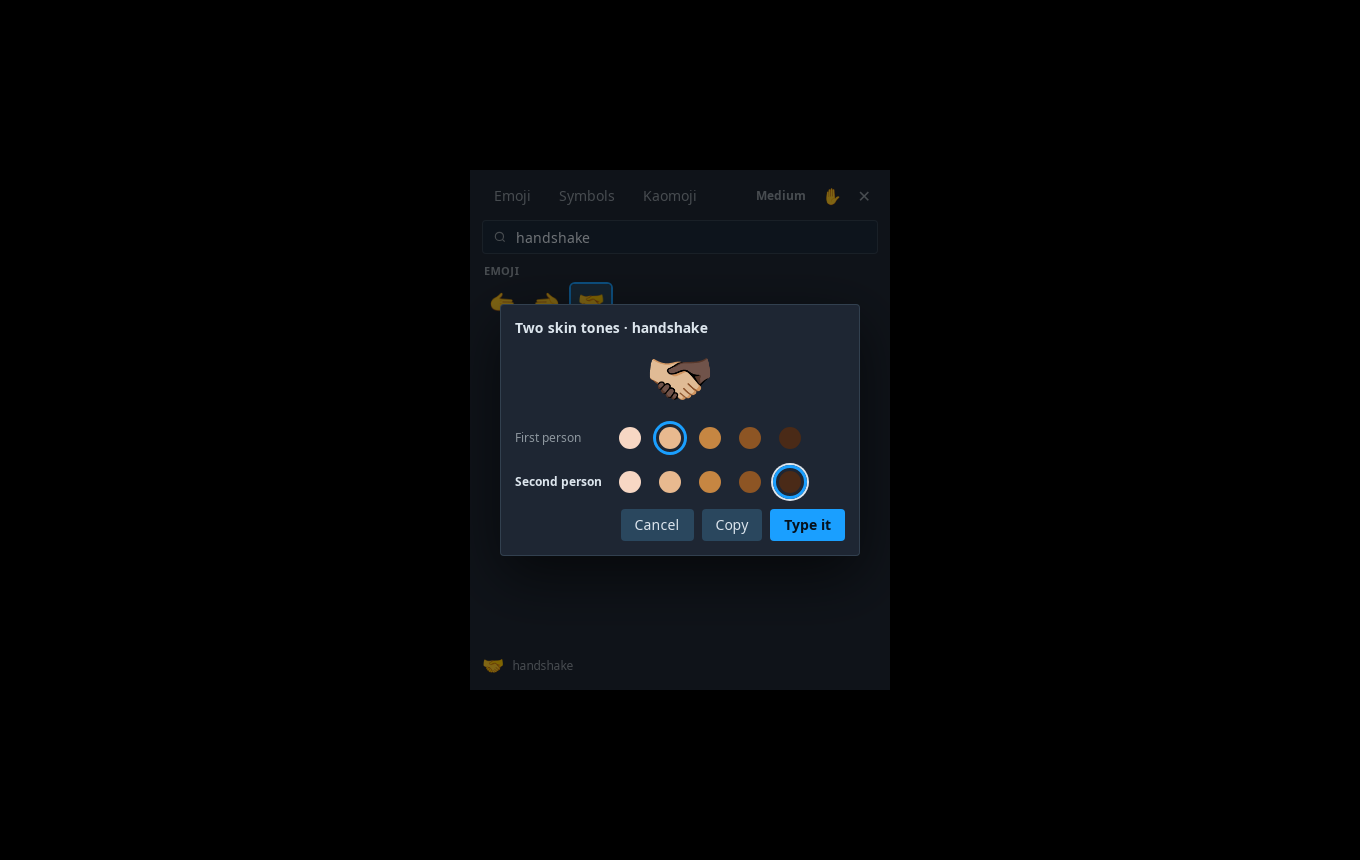 Emoji Symbols Kaomoji Medium
handshake
EMOJI
Two skin tones · handshake
First person
Second person
Cancel Copy Type it
handshake